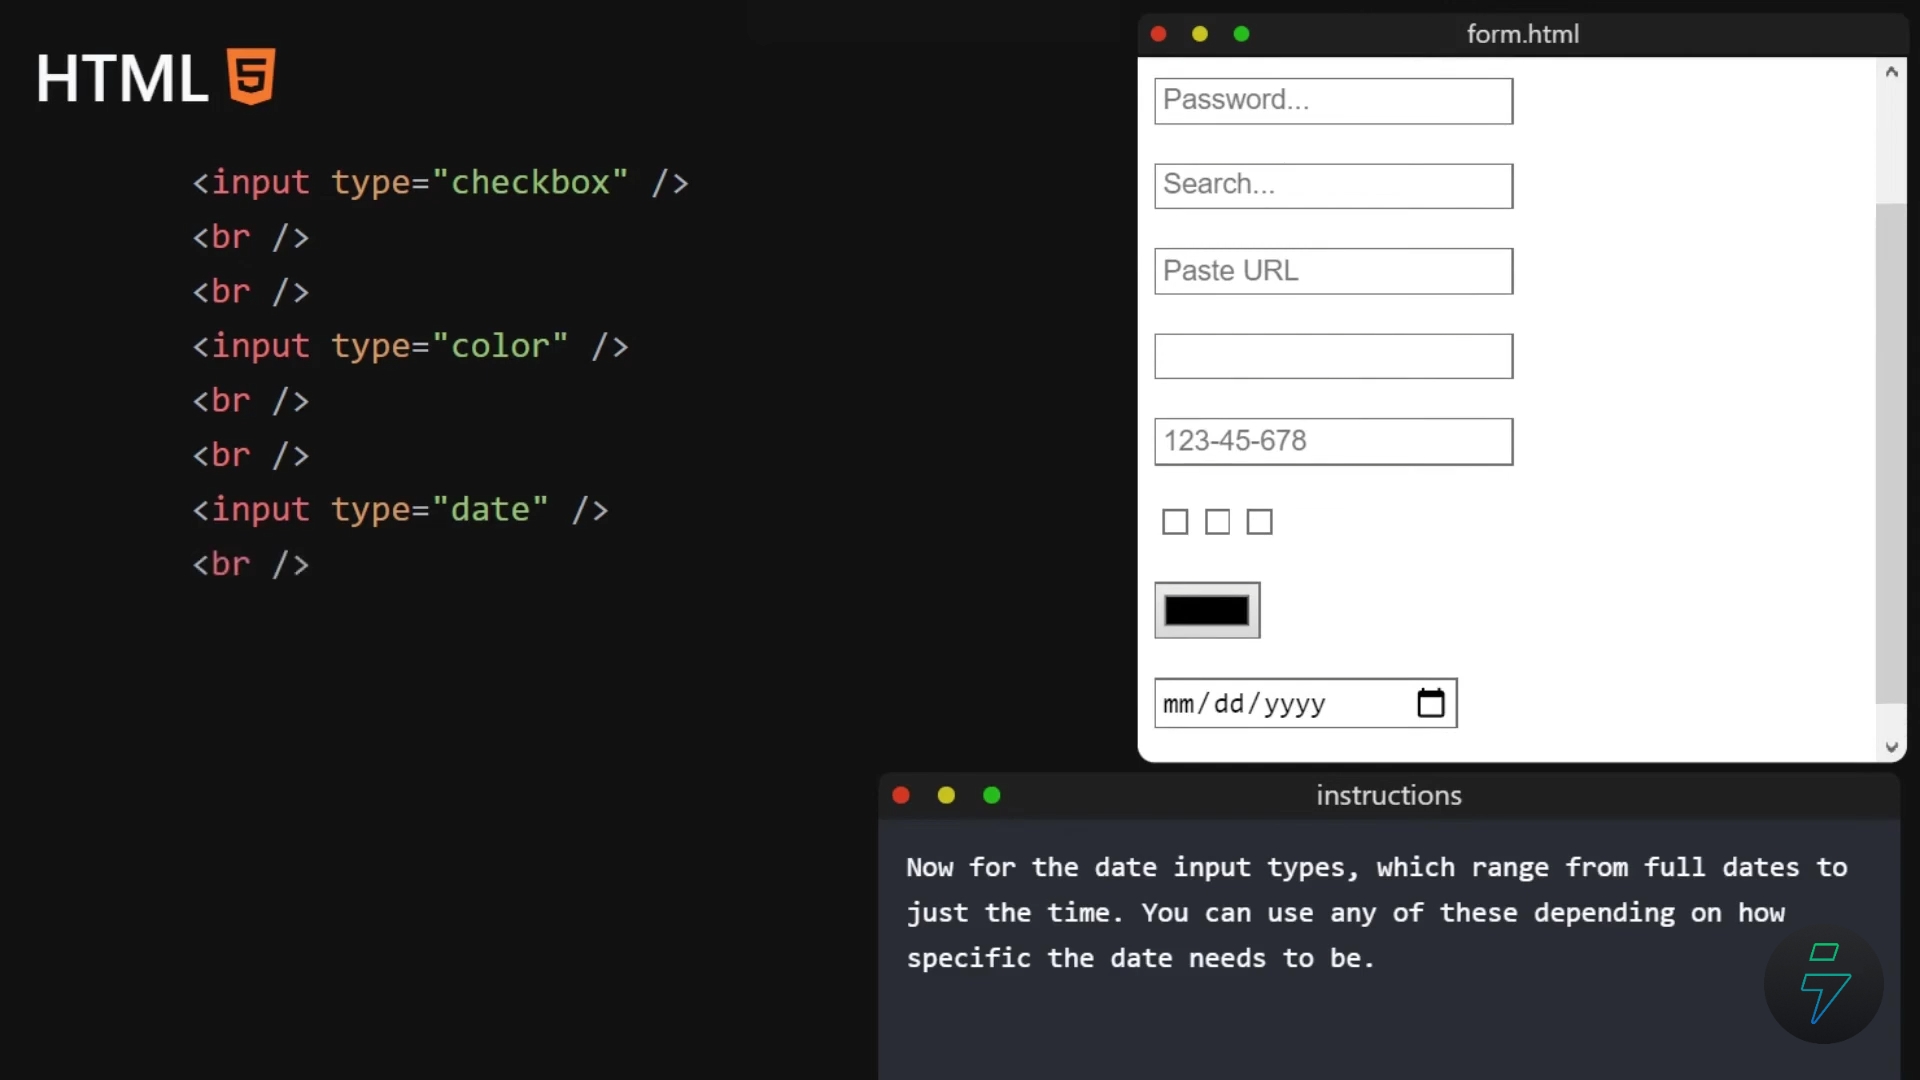 HTML 5
<input type="checkbox" />
<br />
<br />
<input type="color" />
<br />
<br />
<input type="date" />
<br />
form.html
Password...
Search...
Paste URL
123-45-678
mm/dd/yyyy
instructions
Now for the date input types, which range from full dates to
just the time. You can use any of these depending on how
specific the date needs to be.